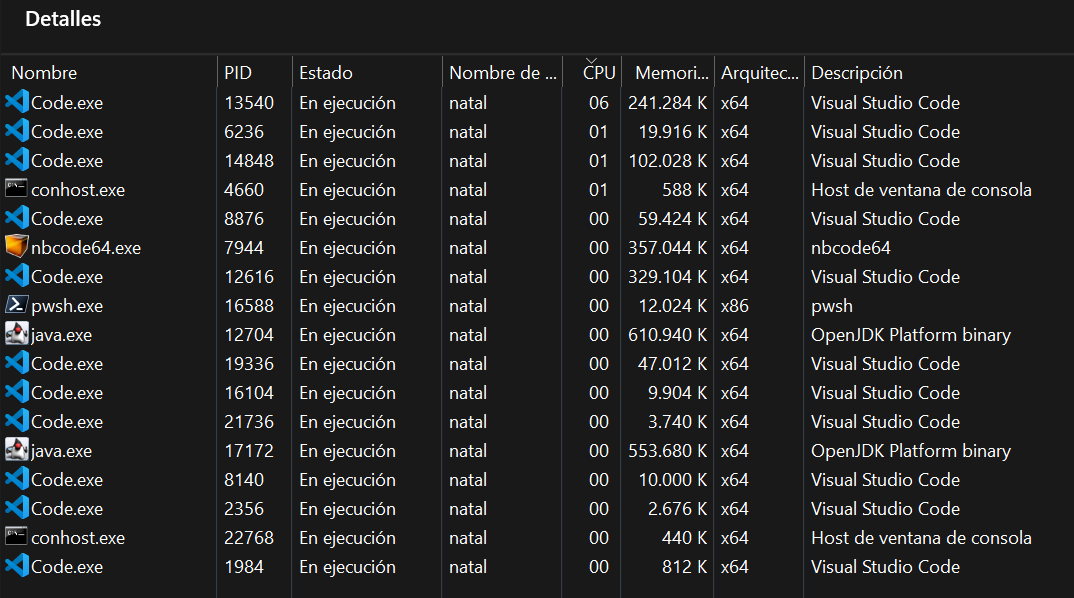 Detalles
Nombre PID Estado Nombre de ... CPU Memori... Arquitec... Descripción
Code.exe 13540 En ejecución natal 06 241.284 K x64 Visual Studio Code
Code.exe 6236 En ejecución natal 01 19.916 K x64 Visual Studio Code
Code.exe 14848 En ejecución natal 01 102.028 K x64 Visual Studio Code
conhost.exe 4660 En ejecución natal 01 588 K x64 Host de ventana de consola
Code.exe 8876 En ejecución natal 00 59.424 K x64 Visual Studio Code
nbcode64.exe 7944 En ejecución natal 00 357.044 K x64 nbcode64
Code.exe 12616 En ejecución natal 00 329.104 K x64 Visual Studio Code
pwsh.exe 16588 En ejecución natal 00 12.024 K x86 pwsh
java.exe 12704 En ejecución natal 00 610.940 K x64 OpenJDK Platform binary
Code.exe 19336 En ejecución natal 00 47.012 K x64 Visual Studio Code
Code.exe 16104 En ejecución natal 00 9.904 K x64 Visual Studio Code
Code.exe 21736 En ejecución natal 00 3.740 K x64 Visual Studio Code
java.exe 17172 En ejecución natal 00 553.680 K x64 OpenJDK Platform binary
Code.exe 8140 En ejecución natal 00 10.000 K x64 Visual Studio Code
Code.exe 2356 En ejecución natal 00 2.676 K x64 Visual Studio Code
conhost.exe 22768 En ejecución natal 00 440 K x64 Host de ventana de consola
Code.exe 1984 En ejecución natal 00 812 K x64 Visual Studio Code